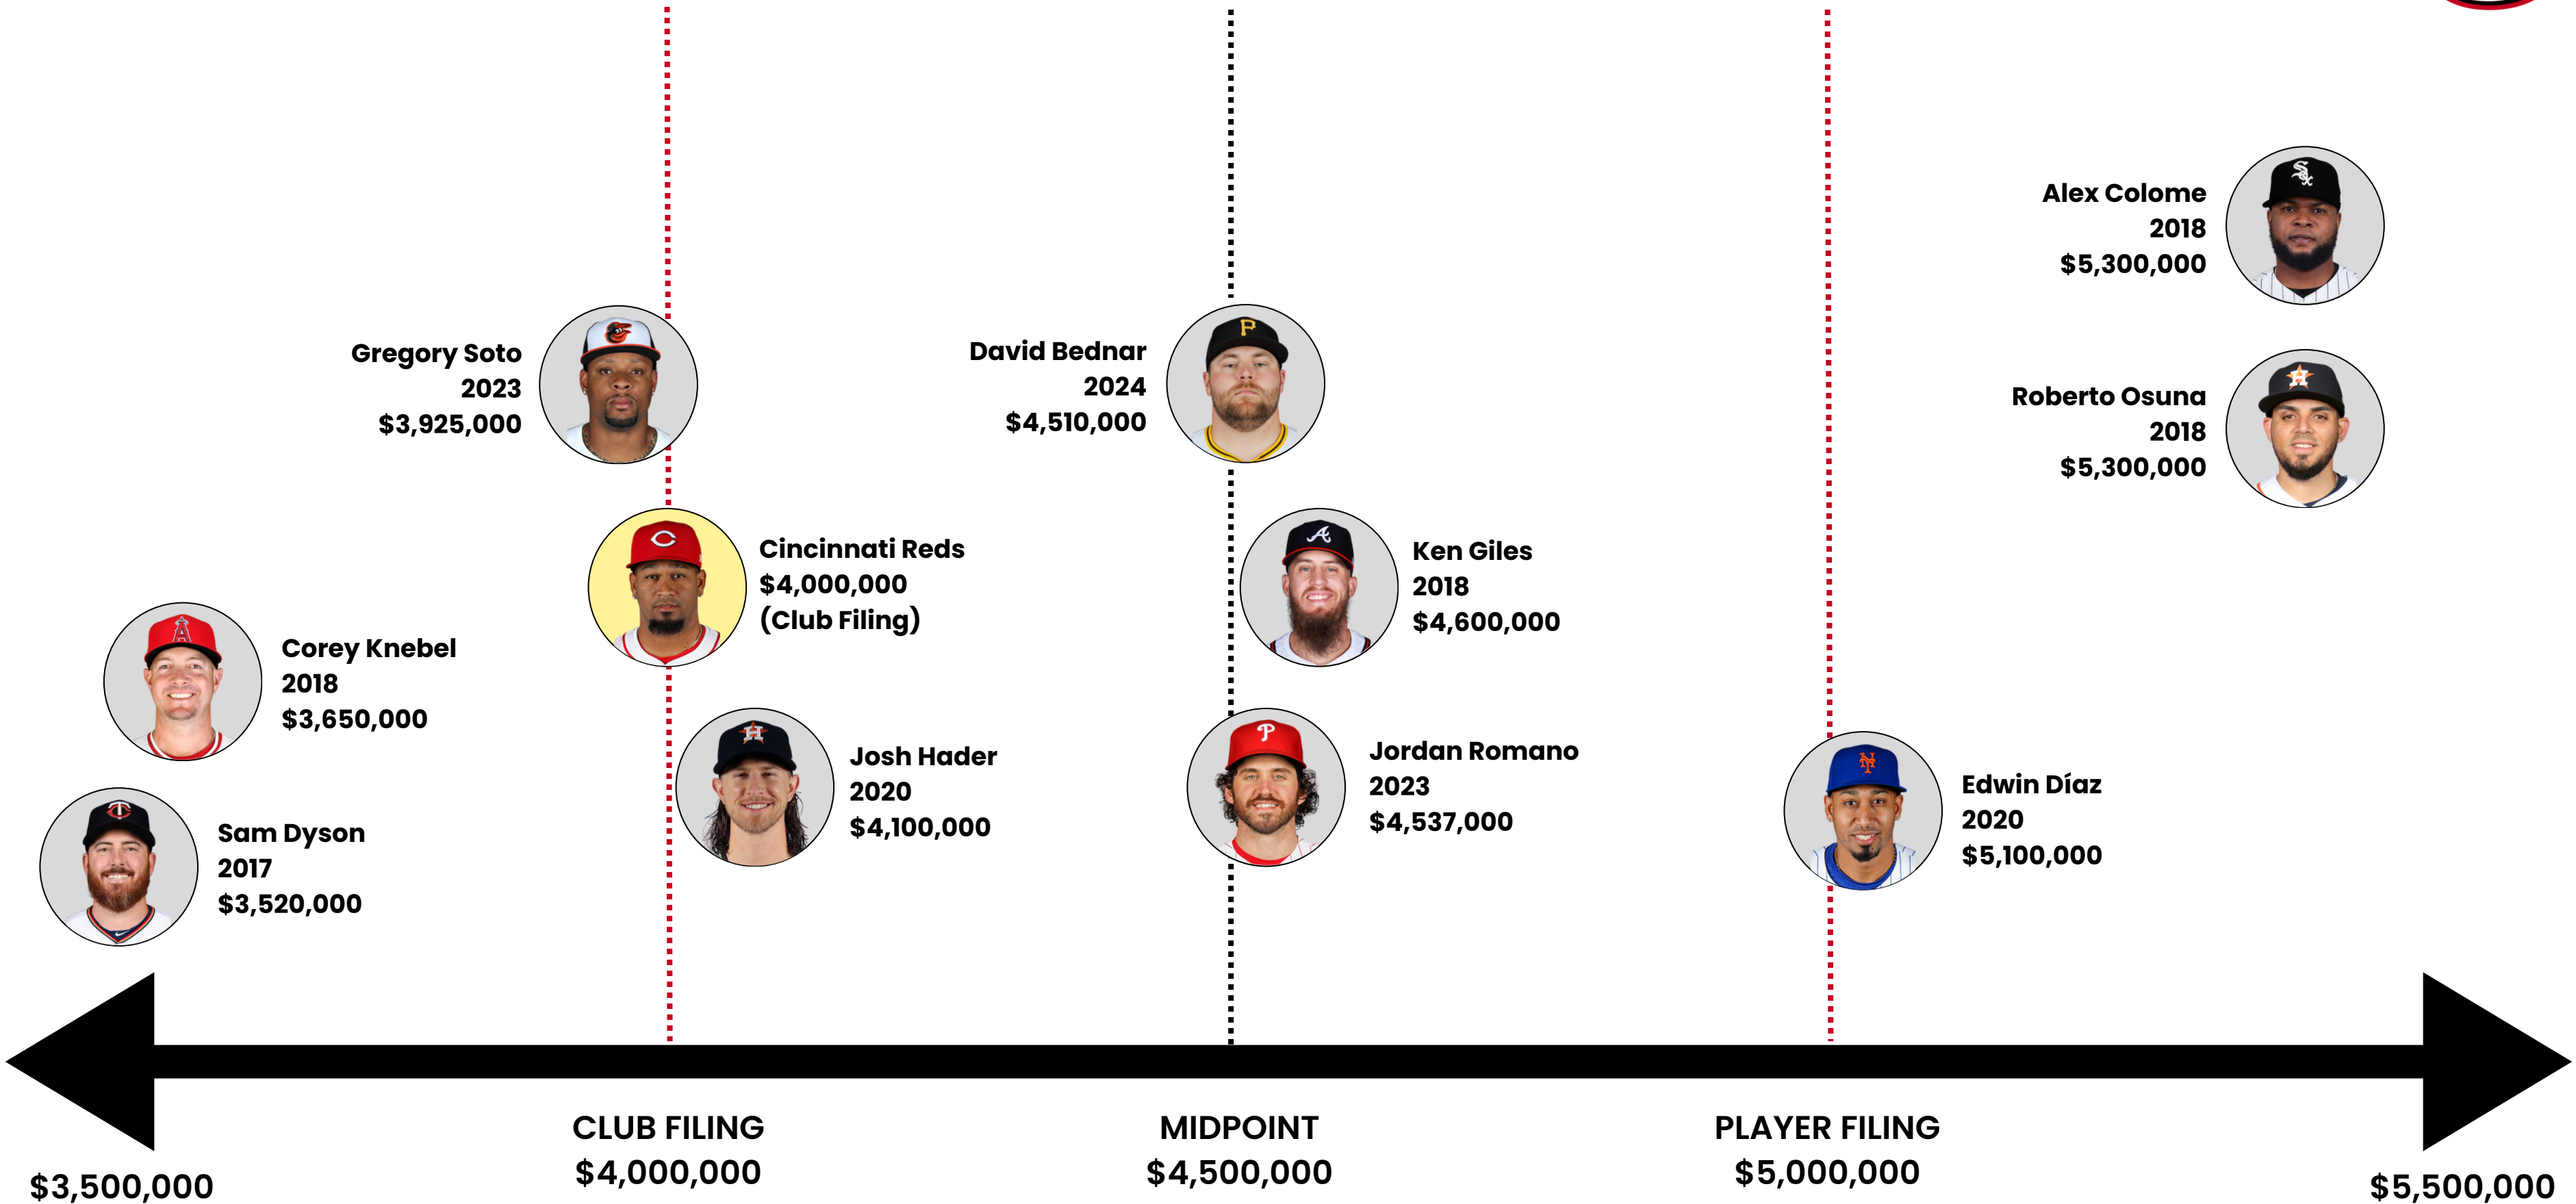 Alex Colome
2018
$5,300,000
Gregory Soto
2023
$3,925,000
David Bednar
2024
$4,510,000
Roberto Osuna
2018
$5,300,000
Cincinnati Reds
$4,000,000
(Club Filing)
Ken Giles
2018
$4,600,000
Corey Knebel
2018
$3,650,000
Josh Hader
2020
$4,100,000
Jordan Romano
2023
$4,537,000
Edwin Díaz
2020
$5,100,000
Sam Dyson
2017
$3,520,000
CLUB FILING
$4,000,000
MIDPOINT
$4,500,000
PLAYER FILING
$5,000,000
$3,500,000
$5,500,000